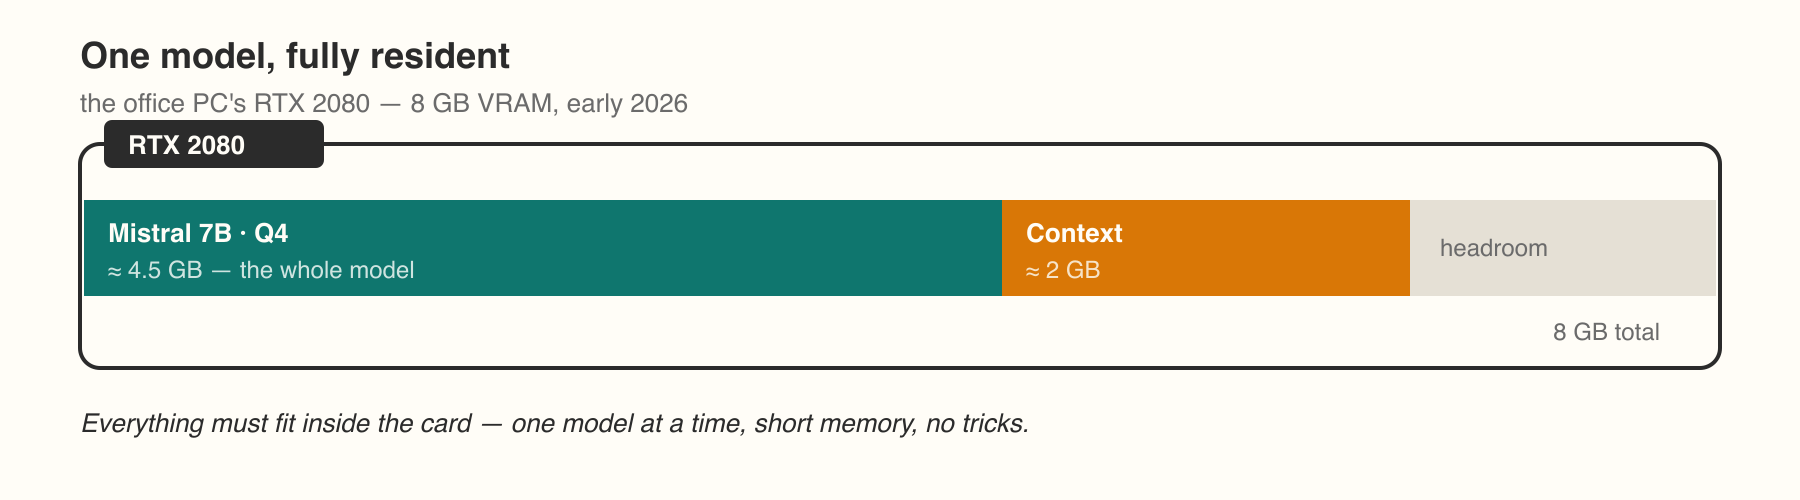 One model, fully resident
the office PC's RTX 2080 — 8 GB VRAM, early 2026
RTX 2080
Mistral 7B · Q4
≈ 4.5 GB — the whole model
Context
≈ 2 GB
headroom
8 GB total
Everything must fit inside the card — one model at a time, short memory, no tricks.